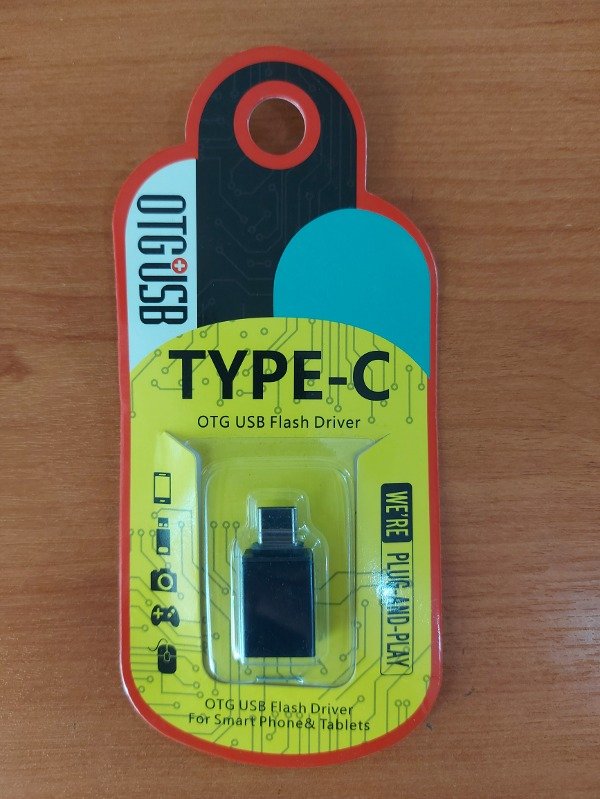 OTG USB
TYPE-C
OTG USB Flash Driver
WE'RE PLUG-AND-PLAY
OTG USB Flash Driver
For Smart Phone& Tablets